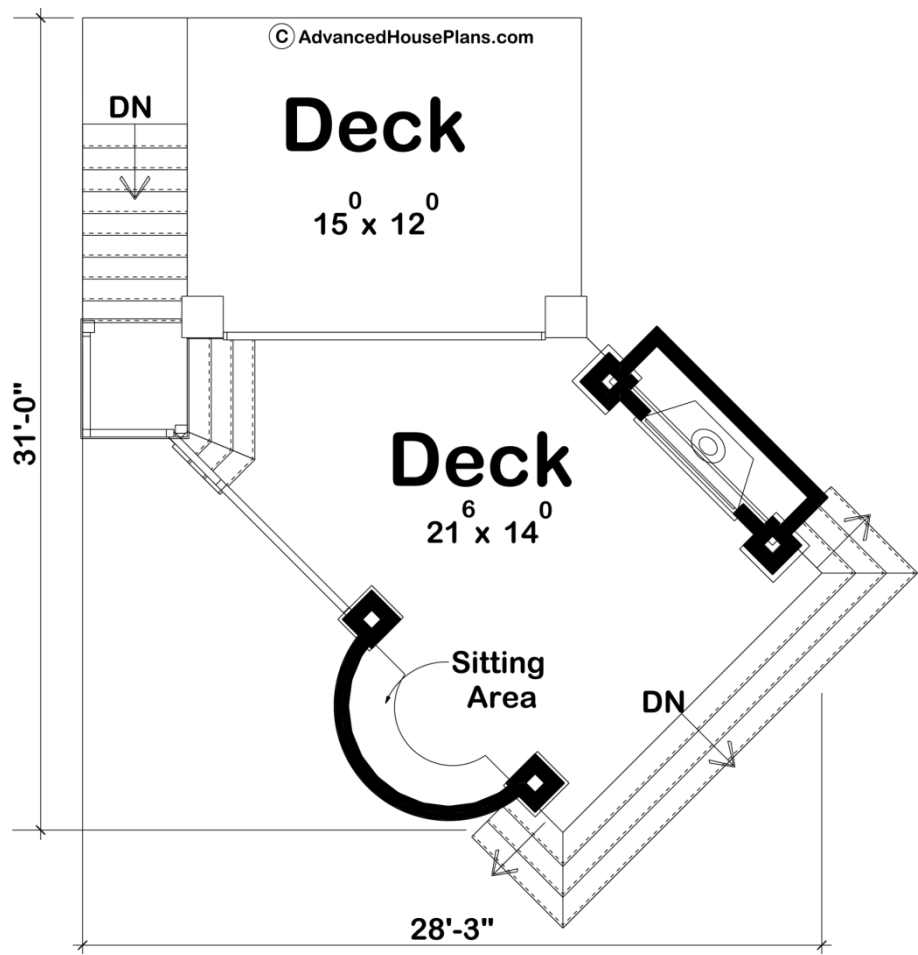 © AdvancedHousePlans.com
DN
Deck
15⁰ x 12⁰
31'-0"
Deck
21⁶ x 14⁰
Sitting
Area
DN
28'-3"